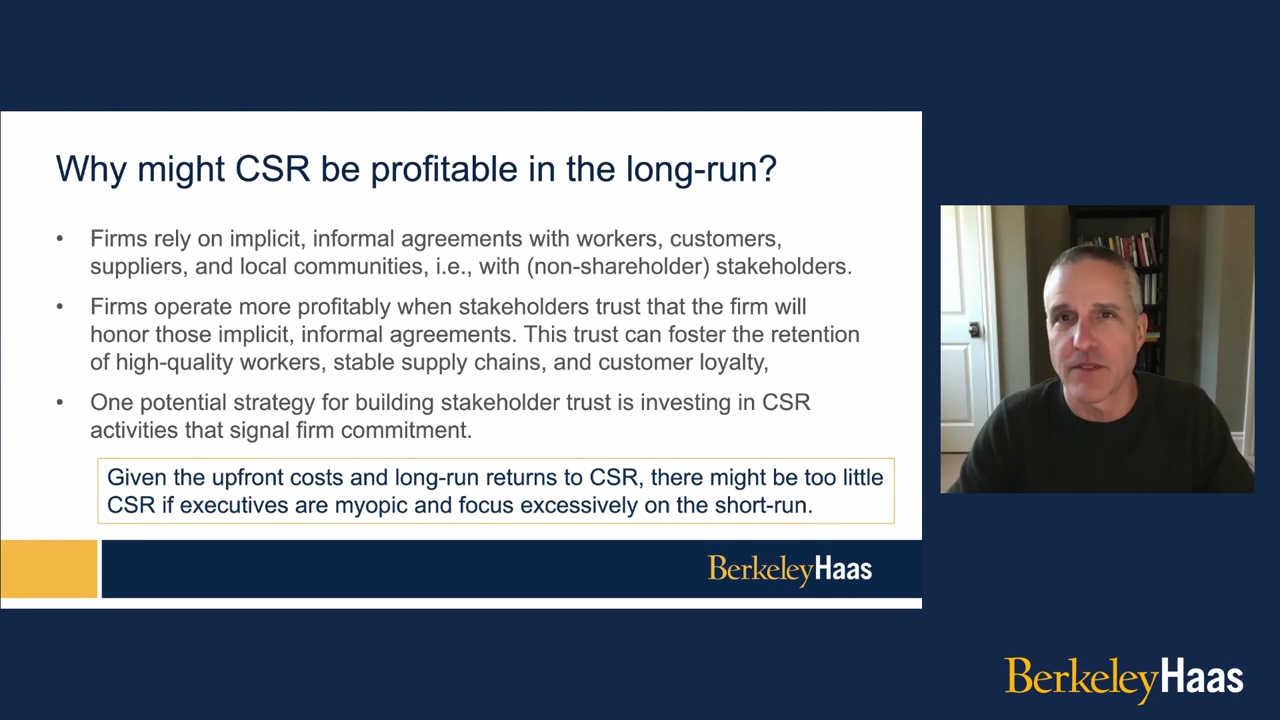 Why might CSR be profitable in the long-run?
• Firms rely on implicit, informal agreements with workers, customers,
suppliers, and local communities, i.e., with (non-shareholder) stakeholders.
• Firms operate more profitably when stakeholders trust that the firm will
honor those implicit, informal agreements. This trust can foster the retention
of high-quality workers, stable supply chains, and customer loyalty,
• One potential strategy for building stakeholder trust is investing in CSR
activities that signal firm commitment.
Given the upfront costs and long-run returns to CSR, there might be too little
CSR if executives are myopic and focus excessively on the short-run.
BerkeleyHaas
BerkeleyHaas